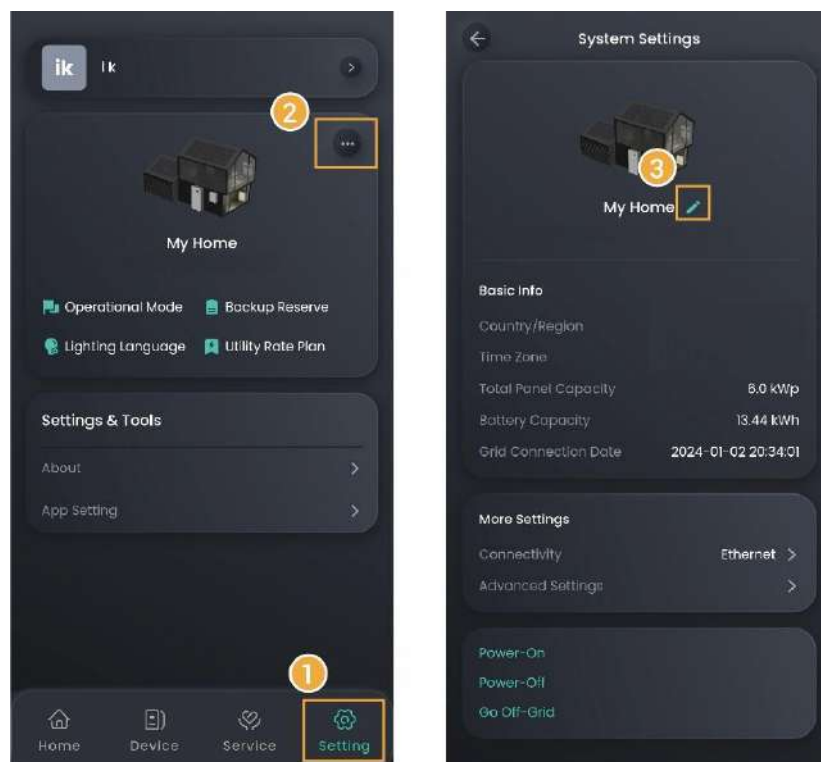 ik
ik
2
...
My Home
Operational Mode
Backup Reserve
Lighting Language
Utility Rate Plan
Settings & Tools
About
App Setting
1
Home
Device
Service
Setting
System Settings
3
My Home
Basic Info
Country/Region
Time Zone
Total Panel Capacity 6.0 kWp
Battery Capacity 13.44 kWh
Grid Connection Date 2024-01-02 20:34:01
More Settings
Connectivity Ethernet
Advanced Settings
Power-On
Power-Off
Go Off-Grid